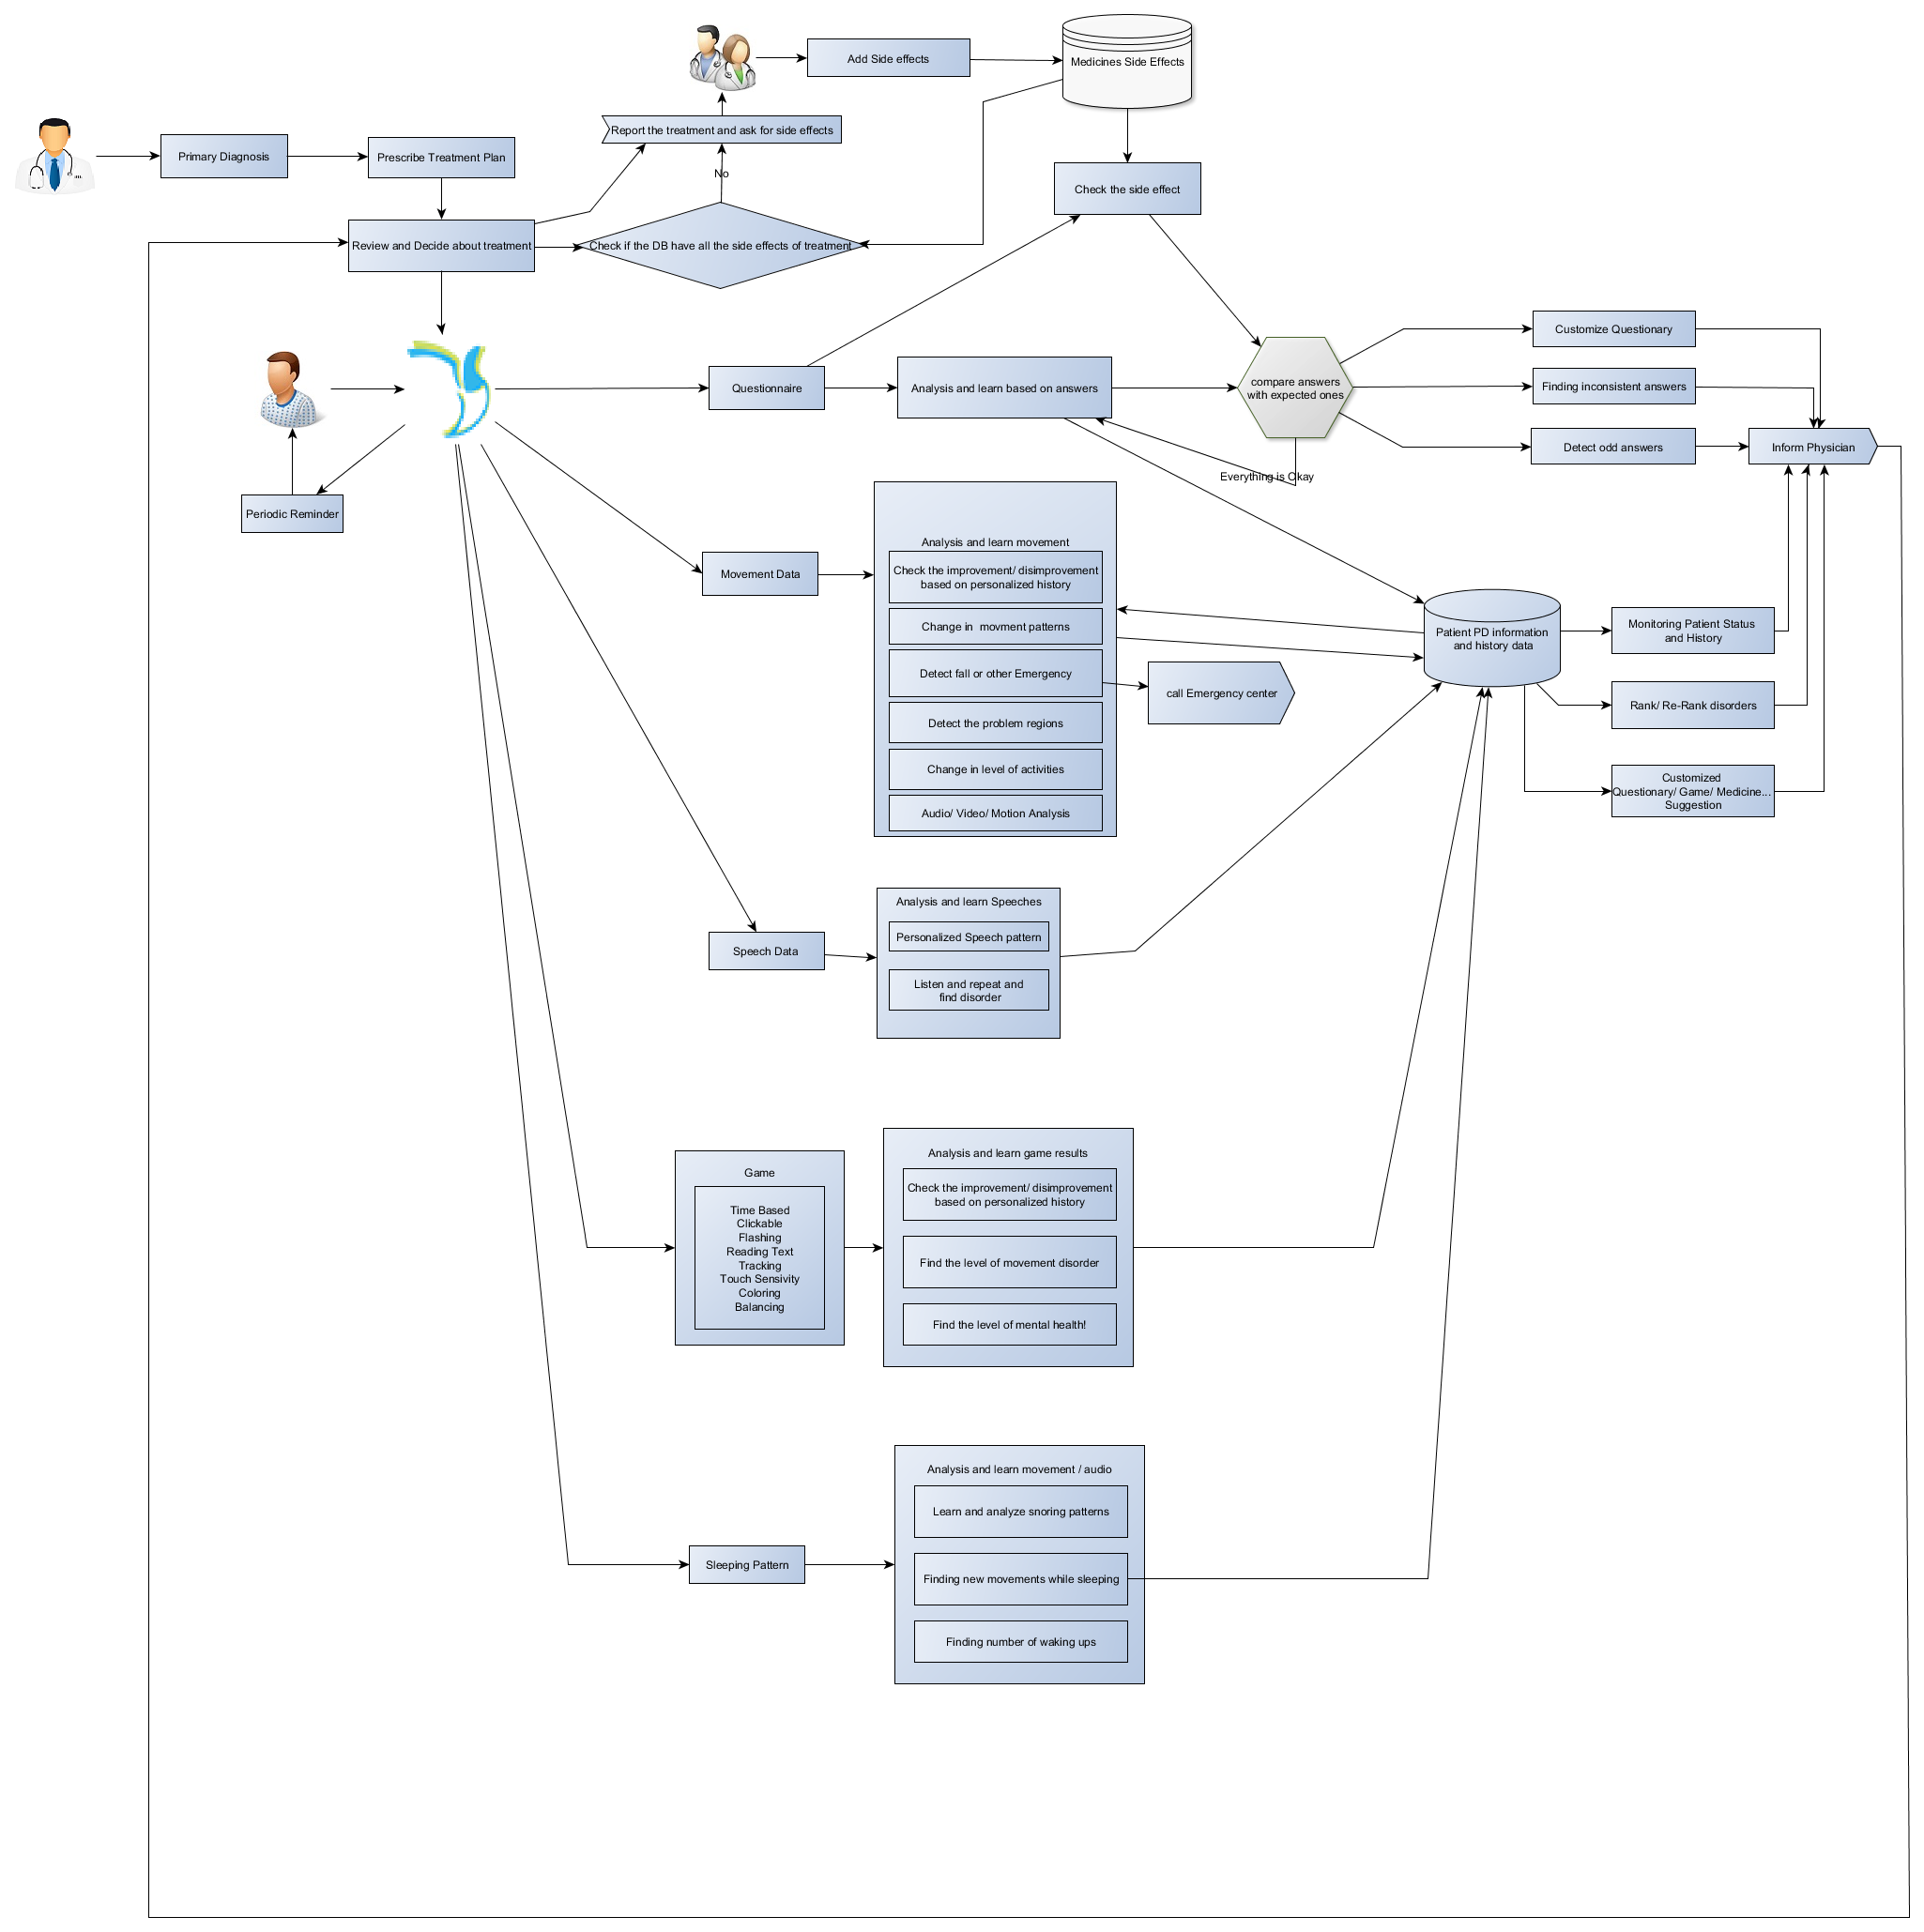 Add Side effects
Medicines Side Effects
Report the treatment and ask for side effects
Primary Diagnosis
Prescribe Treatment Plan
No
Check the side effect
Review and Decide about treatment
Check if the DB have all the side effects of treatment
Customize Questionary
Questionnaire
Analysis and learn based on answers
compare answers
with expected ones
Finding inconsistent answers
Detect odd answers
Inform Physician
Everything is Okay
Periodic Reminder
Movement Data
Analysis and learn movement
Check the improvement/ disimprovement
based on personalized history
Change in  movment patterns
Detect fall or other Emergency
Detect the problem regions
Change in level of activities
Audio/ Video/ Motion Analysis
call Emergency center
Patient PD information
and history data
Monitoring Patient Status
and History
Rank/ Re-Rank disorders
Customized
Questionary/ Game/ Medicine...
Suggestion
Speech Data
Analysis and learn Speeches
Personalized Speech pattern
Listen and repeat and
find disorder
Game
Time Based
Clickable
Flashing
Reading Text
Tracking
Touch Sensivity
Coloring
Balancing
Analysis and learn game results
Check the improvement/ disimprovement
based on personalized history
Find the level of movement disorder
Find the level of mental health!
Sleeping Pattern
Analysis and learn movement / audio
Learn and analyze snoring patterns
Finding new movements while sleeping
Finding number of waking ups